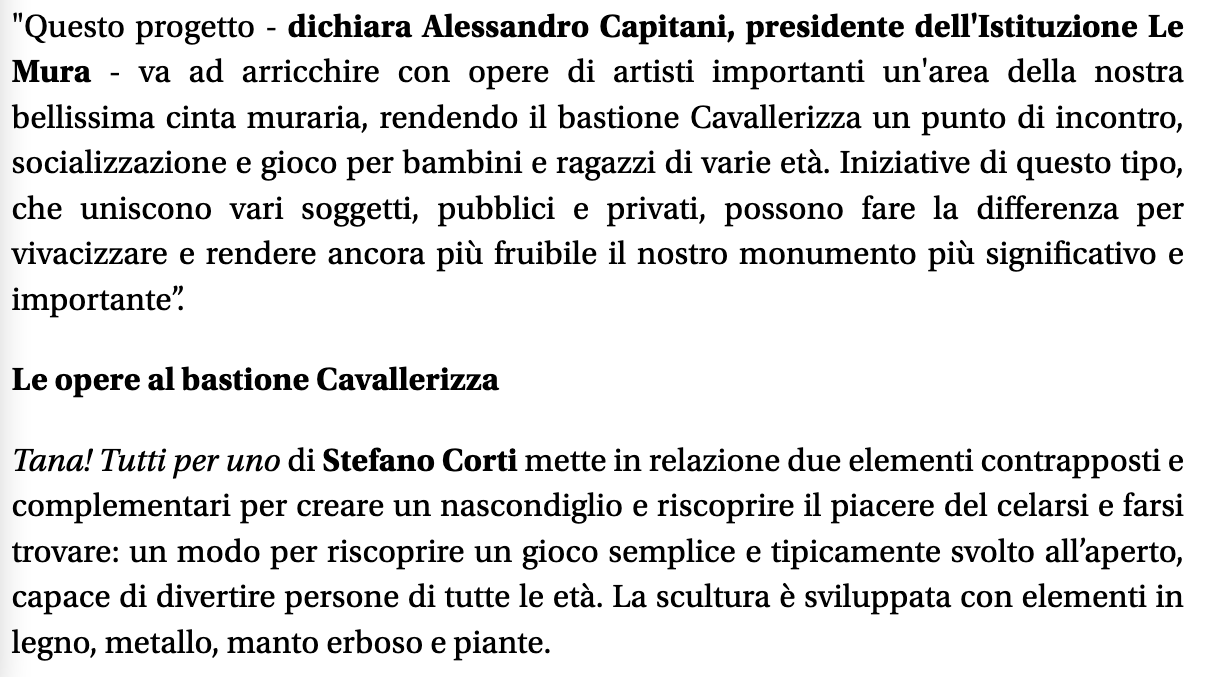 "Questo progetto - dichiara Alessandro Capitani, presidente dell'Istituzione Le
Mura - va ad arricchire con opere di artisti importanti un'area della nostra
bellissima cinta muraria, rendendo il bastione Cavallerizza un punto di incontro,
socializzazione e gioco per bambini e ragazzi di varie età. Iniziative di questo tipo,
che uniscono vari soggetti, pubblici e privati, possono fare la differenza per
vivacizzare e rendere ancora più fruibile il nostro monumento più significativo e
importante”.
Le opere al bastione Cavallerizza
Tana! Tutti per uno di Stefano Corti mette in relazione due elementi contrapposti e
complementari per creare un nascondiglio e riscoprire il piacere del celarsi e farsi
trovare: un modo per riscoprire un gioco semplice e tipicamente svolto all’aperto,
capace di divertire persone di tutte le età. La scultura è sviluppata con elementi in
legno, metallo, manto erboso e piante.